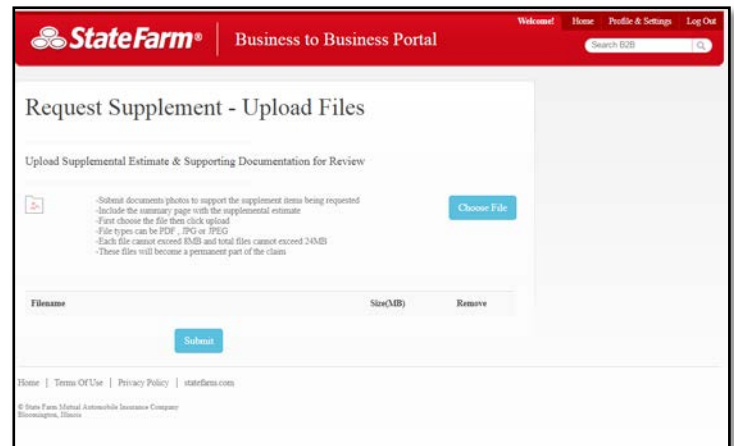 Welcome! Home Profile & Settings Log Out
State Farm® Business to Business Portal
Search B2B
Request Supplement - Upload Files
Upload Supplemental Estimate & Supporting Documentation for Review
-Submit documents photos to support the supplement items being requested
-Include the summary page with the supplemental estimate
-First choose the file then click upload
-File types can be PDF , JPG or JPEG
-Each file cannot exceed 8MB and total files cannot exceed 24MB
-These files will become a permanent part of the claim
Choose File
Filename Size(MB) Remove
Submit
Home | Terms Of Use | Privacy Policy | statefarm.com
© State Farm Mutual Automobile Insurance Company
Bloomington, Illinois